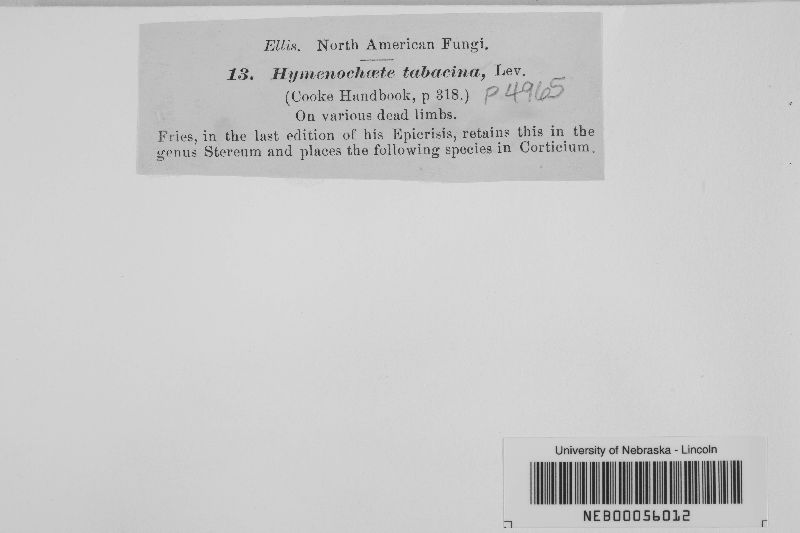 Ellis. North American Fungi.
13. Hymenochæte tabacina, Lev.
(Cooke Handbook, p 318.) P4965
On various dead limbs.
Fries, in the last edition of his Epicrisis, retains this in the
genus Stereum and places the following species in Corticium.
University of Nebraska - Lincoln
NEB00056012